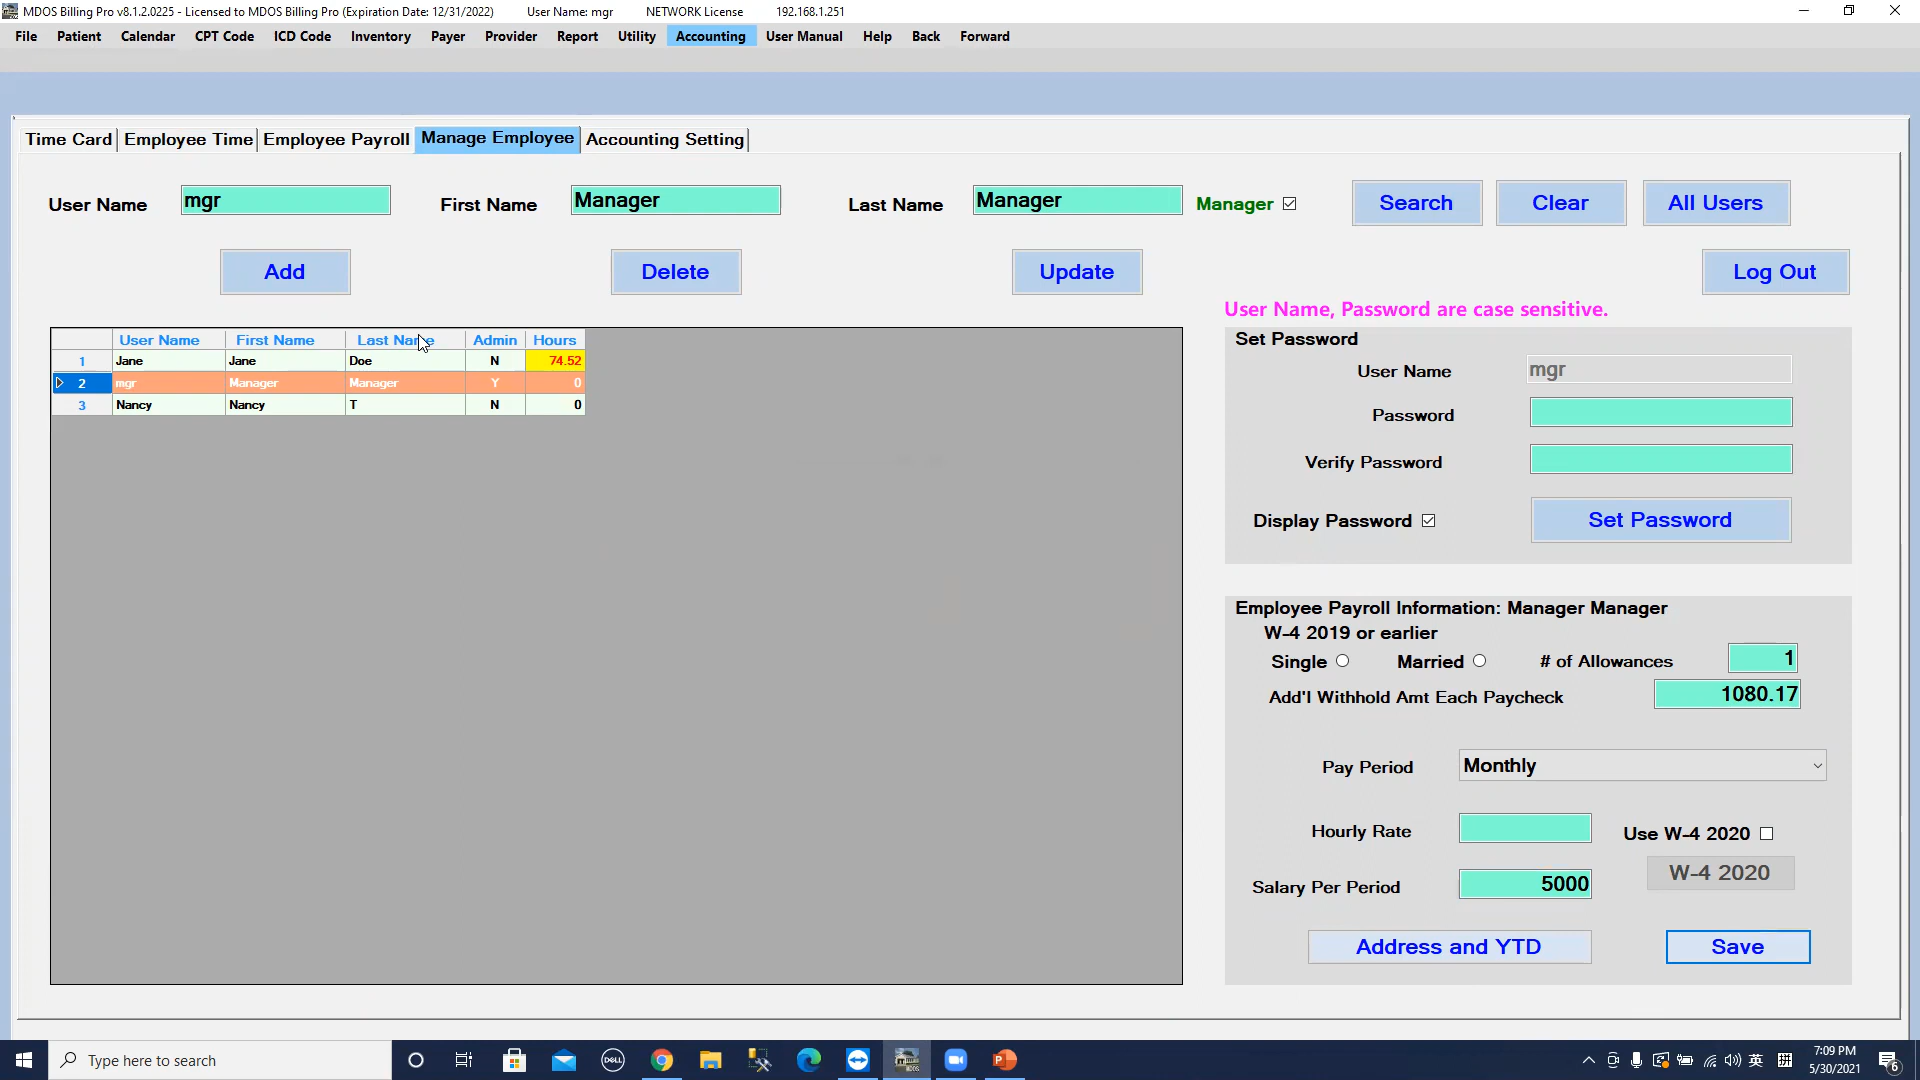 MDOS Billing Pro v8.1.2.0225 - Licensed to MDOS Billing Pro (Expiration Date: 12/31/2022) User Name: mgr NETWORK License 192.168.1.251
File Patient Calendar CPT Code ICD Code Inventory Payer Provider Report Utility Accounting User Manual Help Back Forward
Time Card Employee Time Employee Payroll Manage Employee Accounting Setting
User Name mgr First Name Manager Last Name Manager Manager Search Clear All Users
Add Delete Update Log Out
User Name, Password are case sensitive.
User Name First Name Last Name Admin Hours
1 Jane Jane Doe N 74.52
2 mgr Manager Manager Y 0
3 Nancy Nancy T N 0
Set Password
User Name mgr
Password
Verify Password
Display Password Set Password
Employee Payroll Information: Manager Manager
W-4 2019 or earlier
Single Married # of Allowances 1
Add'l Withhold Amt Each Paycheck 1080.17
Pay Period Monthly
Hourly Rate Use W-4 2020
W-4 2020
Salary Per Period 5000
Address and YTD Save
Type here to search DELL MDOS P 英 拼 7:09 PM
5/30/2021 6